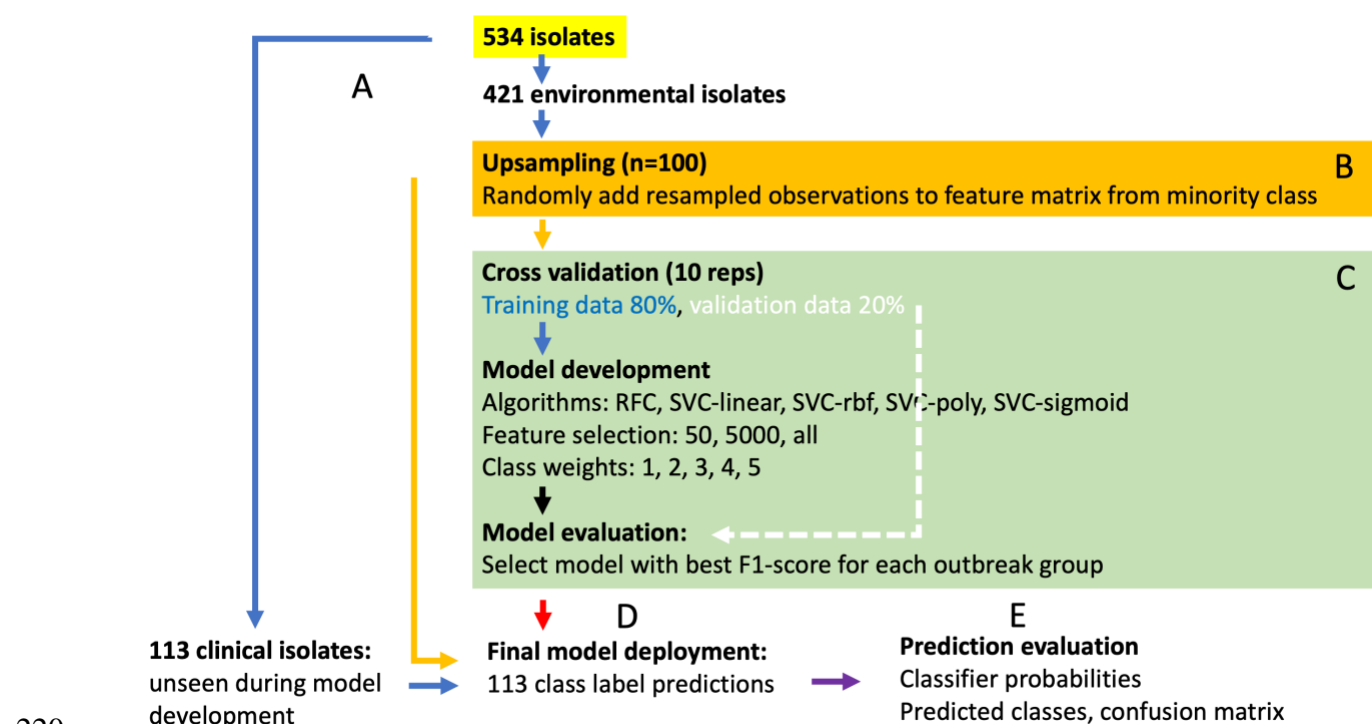 534 isolates
A
421 environmental isolates
Upsampling (n=100)
B
Randomly add resampled observations to feature matrix from minority class
Cross validation (10 reps)
C
Training data 80%, validation data 20%
Model development
Algorithms: RFC, SVC-linear, SVC-rbf, SVC-poly, SVC-sigmoid
Feature selection: 50, 5000, all
Class weights: 1, 2, 3, 4, 5
Model evaluation:
Select model with best F1-score for each outbreak group
D
E
113 clinical isolates:
unseen during model
development
Final model deployment:
113 class label predictions
Prediction evaluation
Classifier probabilities
Predicted classes, confusion matrix